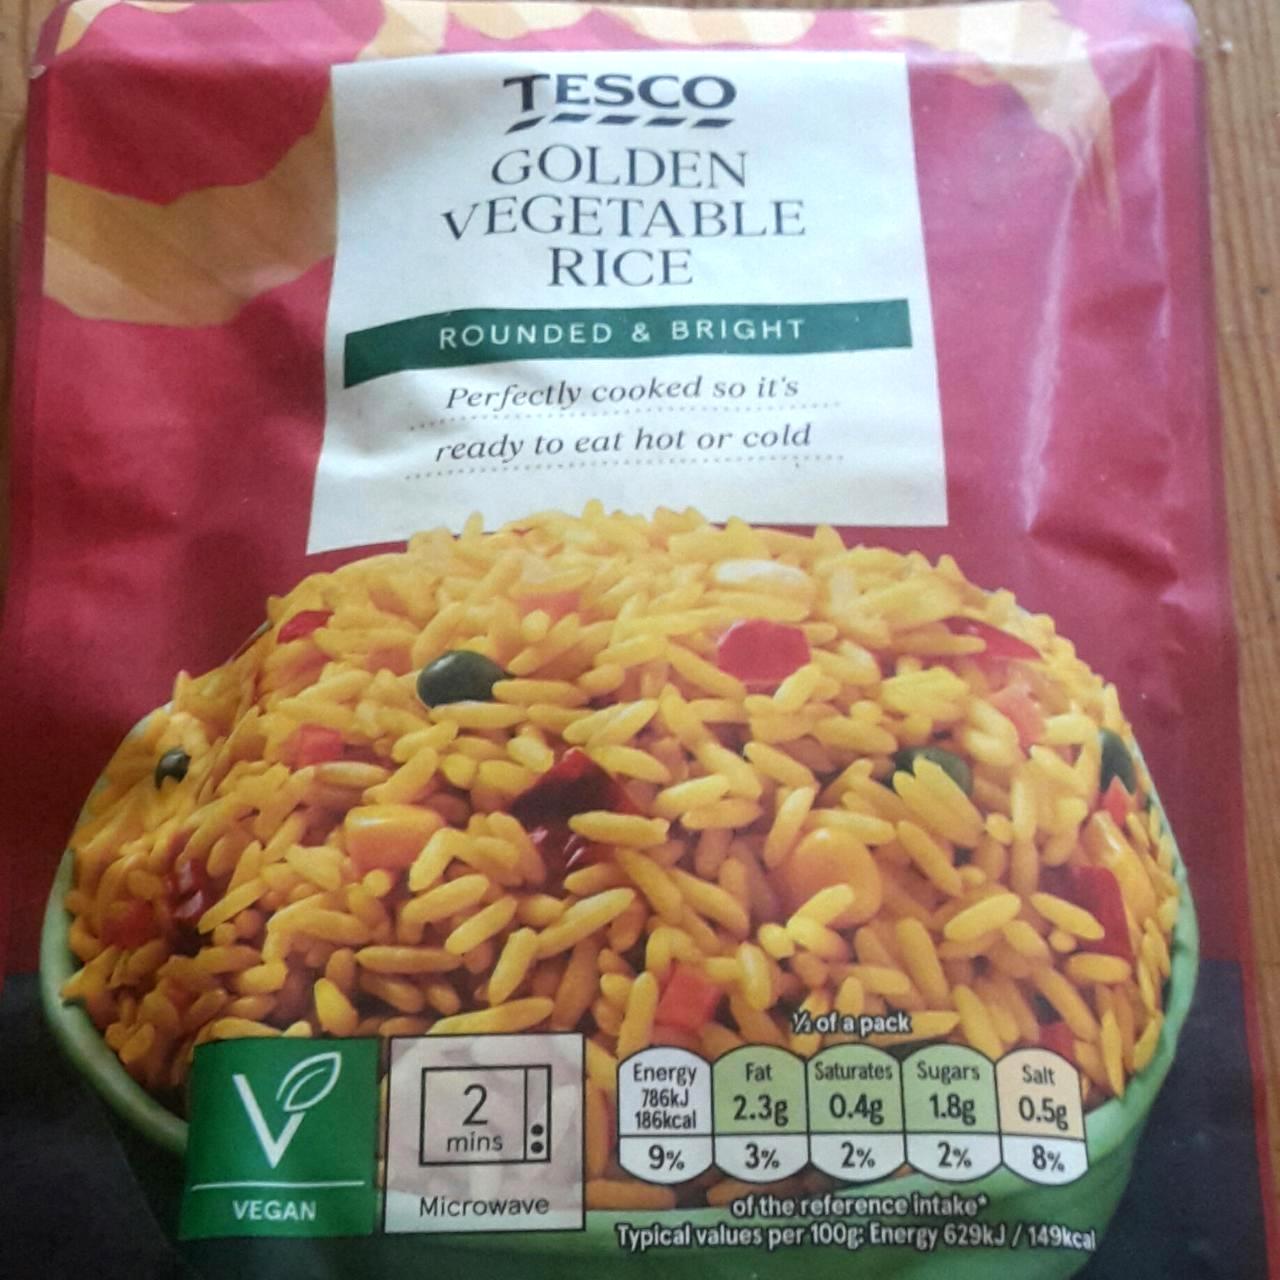 TESCO
GOLDEN
VEGETABLE
RICE
ROUNDED & BRIGHT
Perfectly cooked so it's
ready to eat hot or cold
V
VEGAN
2
mins
Microwave
½ of a pack
Energy
786kJ
186kcal
9%
Fat
2.3g
3%
Saturates
0.4g
2%
Sugars
1.8g
2%
Salt
0.5g
8%
of the reference intake*
Typical values per 100g: Energy 629kJ / 149kcal